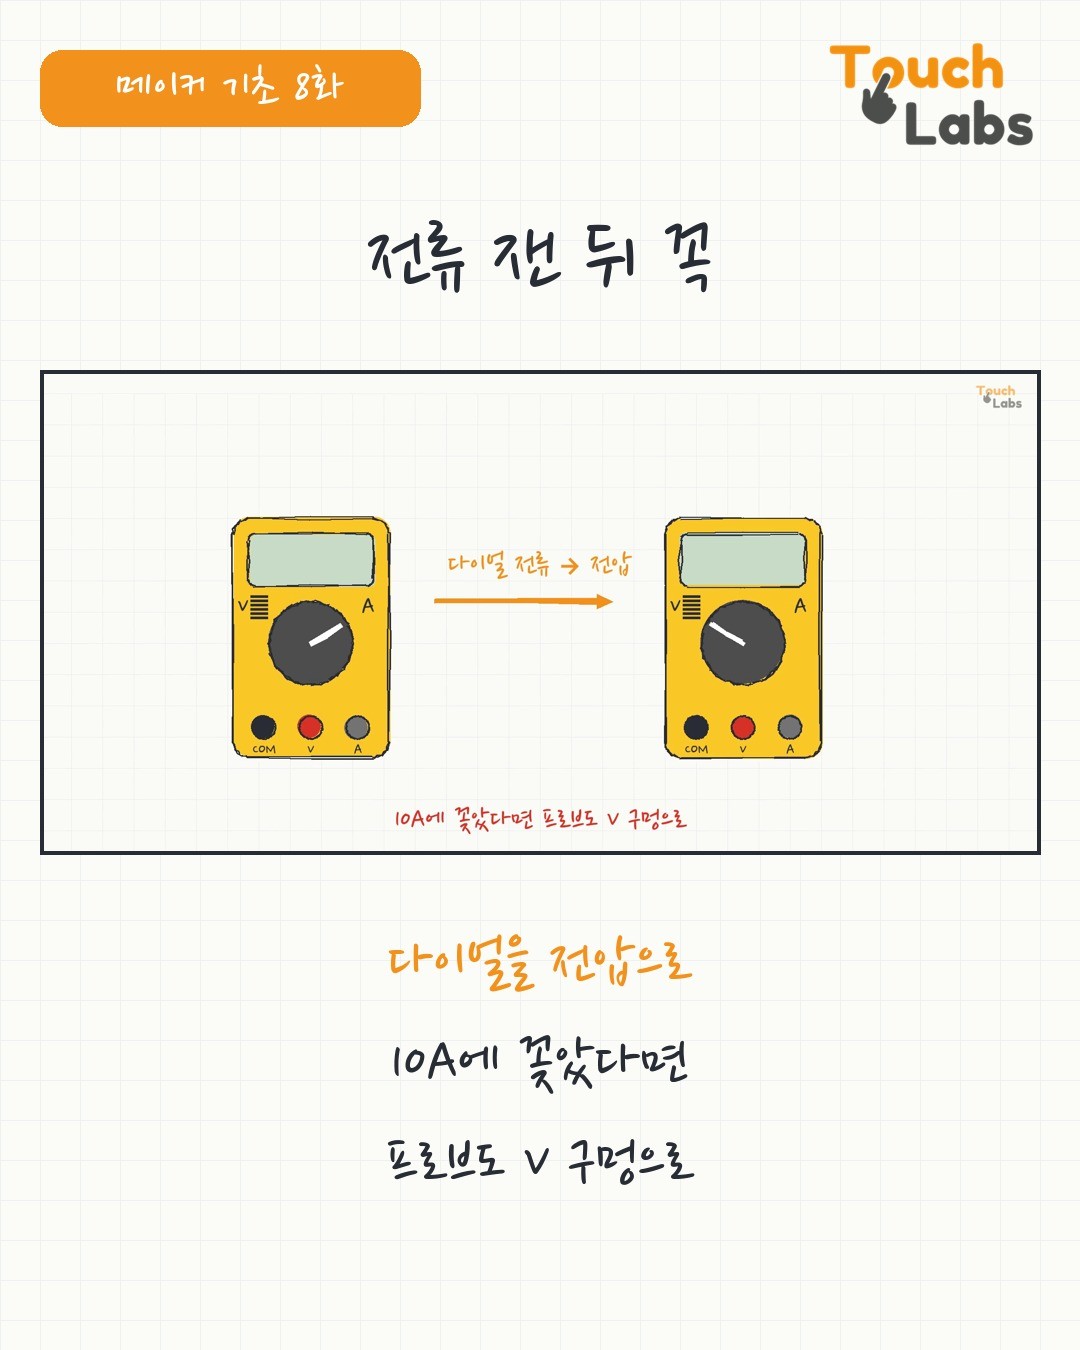 메이커 기초 8화
Touch
Labs
전류 잰 뒤 꼭
Touch
Labs
다이얼 전류 → 전압
V
A
V
A
COM
V
A
COM
V
A
10A에 꽂았다면 프로브도 V 구멍으로
다이얼을 전압으로
10A에 꽂았다면
프로브도 V 구멍으로